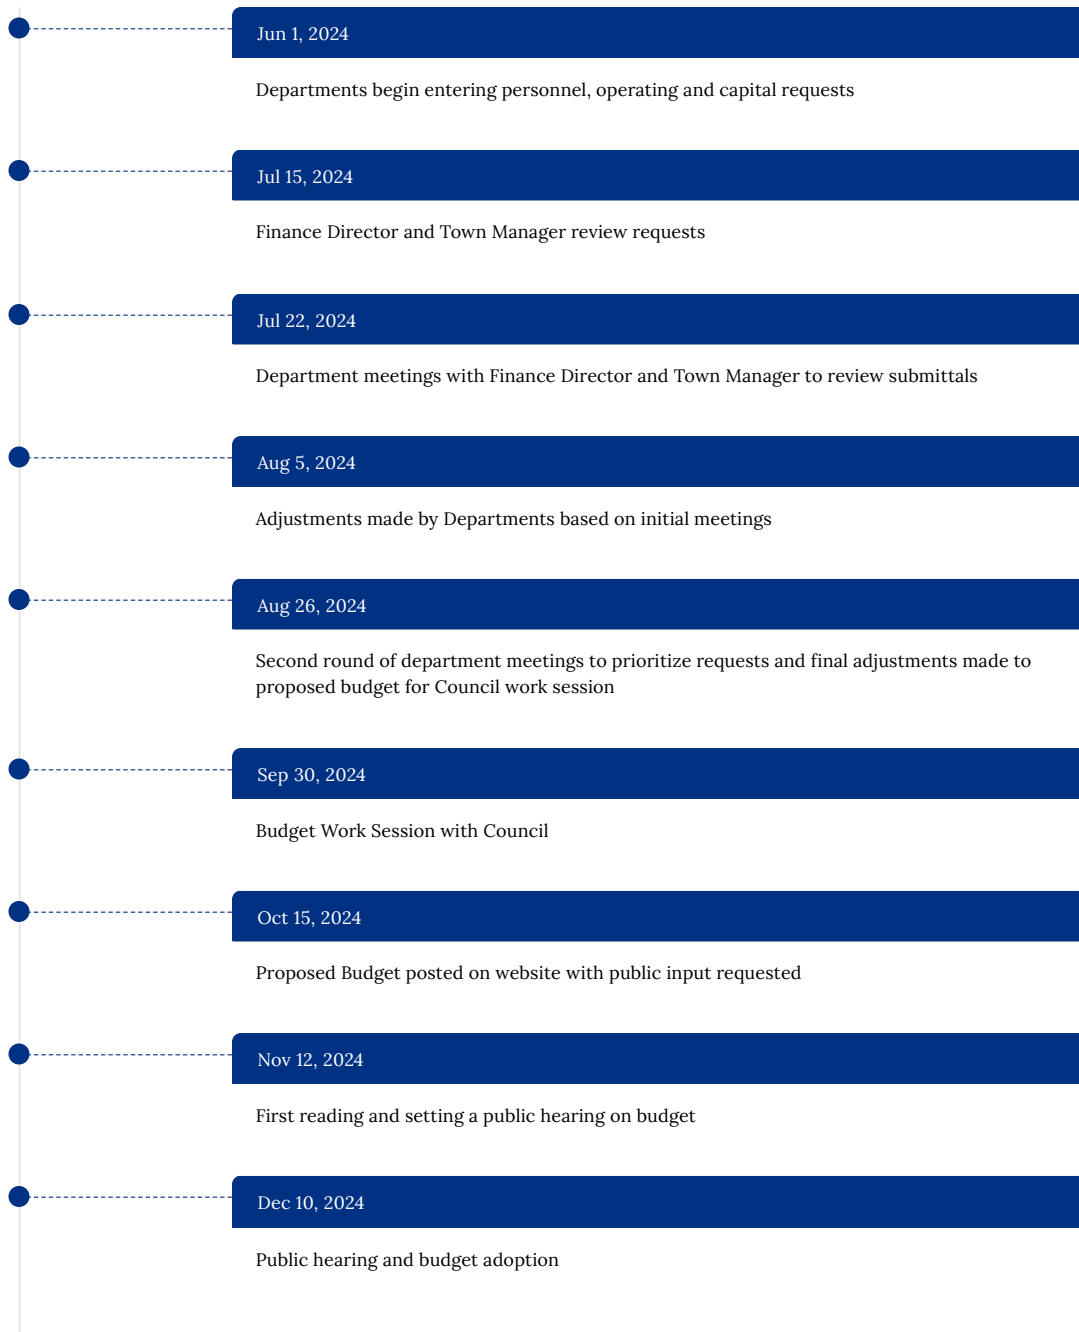 Jun 1, 2024
Departments begin entering personnel, operating and capital requests
Jul 15, 2024
Finance Director and Town Manager review requests
Jul 22, 2024
Department meetings with Finance Director and Town Manager to review submittals
Aug 5, 2024
Adjustments made by Departments based on initial meetings
Aug 26, 2024
Second round of department meetings to prioritize requests and final adjustments made to
proposed budget for Council work session
Sep 30, 2024
Budget Work Session with Council
Oct 15, 2024
Proposed Budget posted on website with public input requested
Nov 12, 2024
First reading and setting a public hearing on budget
Dec 10, 2024
Public hearing and budget adoption